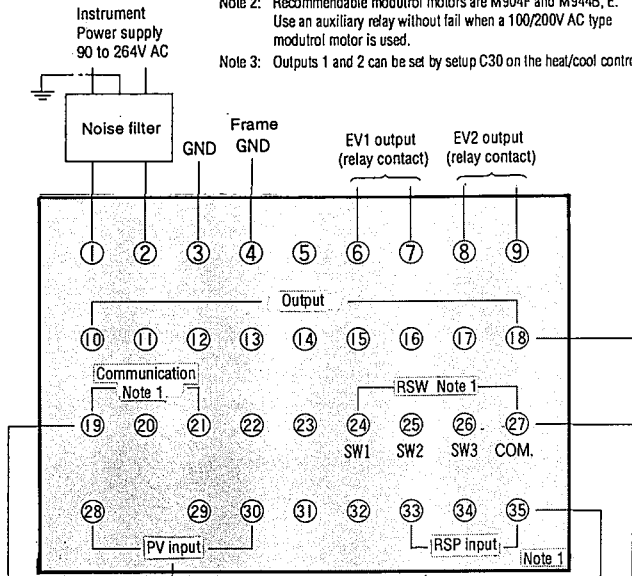 Instrument
Power supply
90 to 264V AC
Note 2: Recommendable modutrol motors are M904F and M944B, E.
Use an auxiliary relay without fail when a 100/200V AC type
modutrol motor is used.
Note 3: Outputs 1 and 2 can be set by setup C30 on the heat/cool contro
Noise filter
GND
Frame
GND
EV1 output
(relay contact)
EV2 output
(relay contact)
1 2 3 4 5 6 7 8 9
Output
10 11 12 13 14 15 16 17 18
Communication
Note 1.
RSW Note 1
19 20 21 22 23 24 25 26 27
SW1 SW2 SW3 COM.
28 29 30 31 32 33 34 35
PV input
RSP input
Note 1